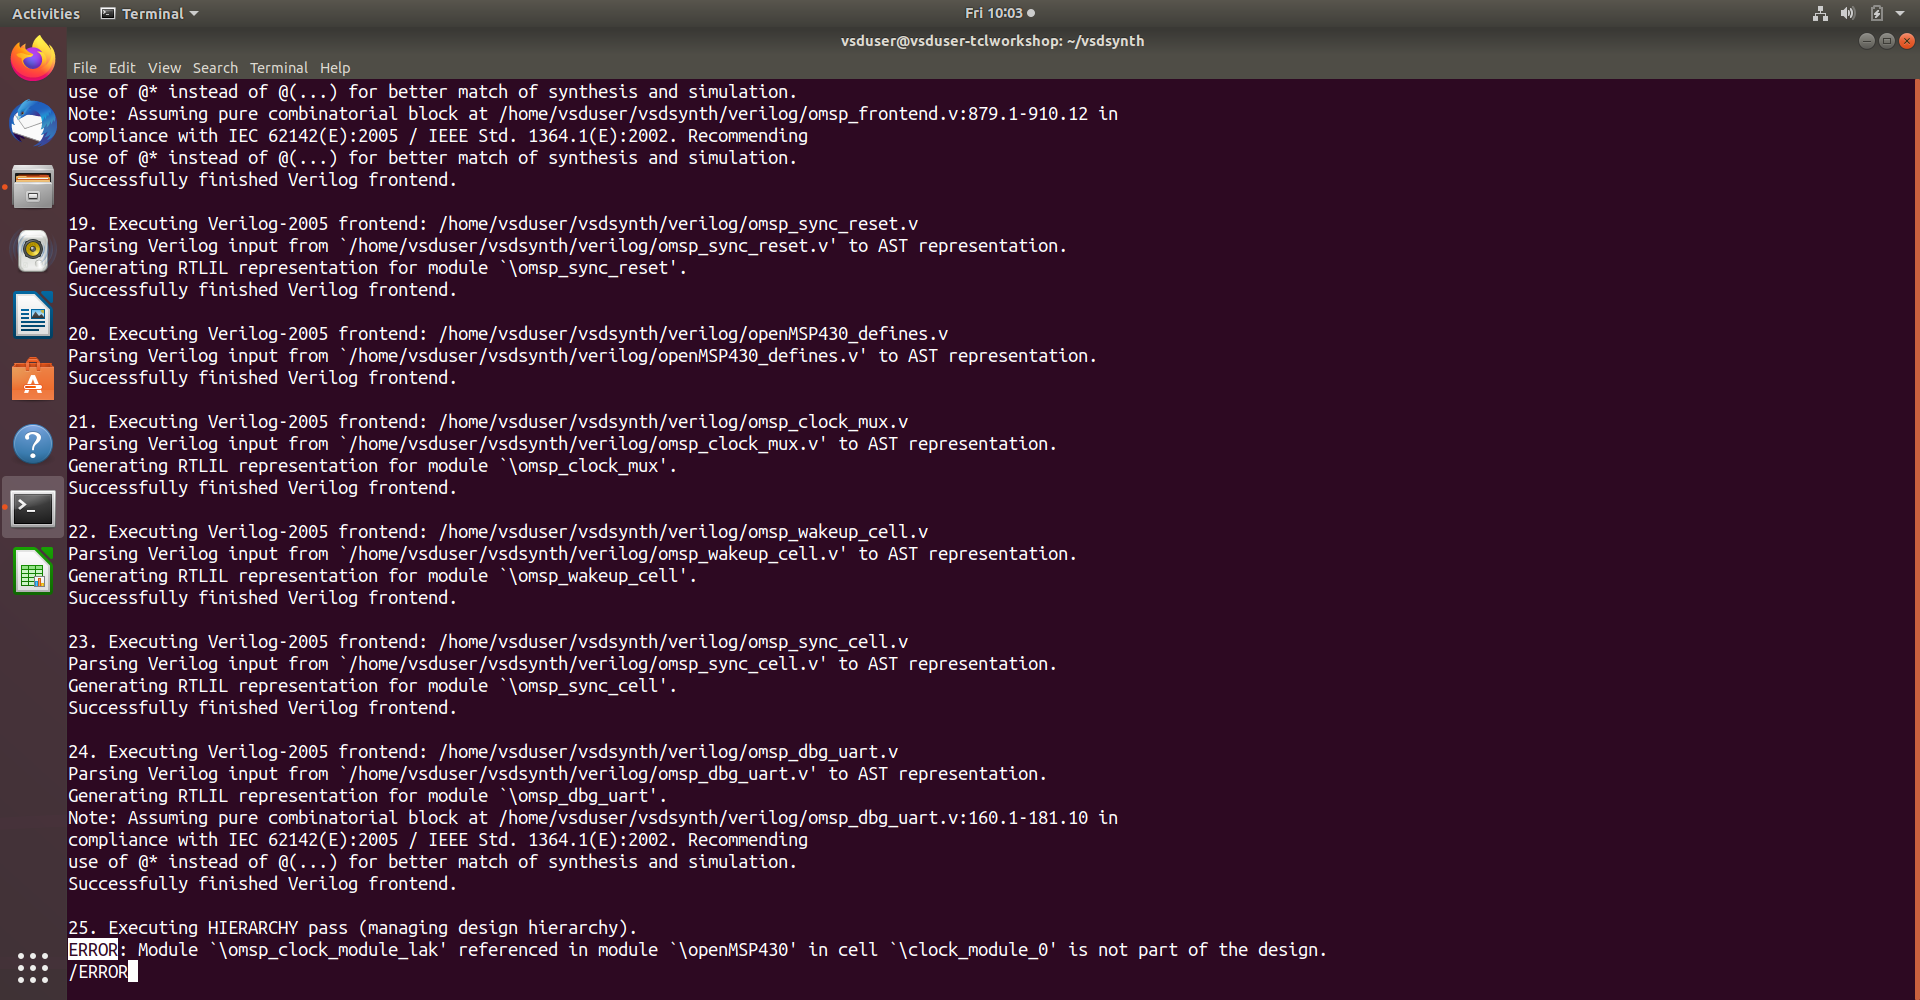 Activities Terminal Fri 10:03
vsduser@vsduser-tclworkshop: ~/vsdsynth
File Edit View Search Terminal Help
use of @* instead of @(...) for better match of synthesis and simulation.
Note: Assuming pure combinatorial block at /home/vsduser/vsdsynth/verilog/omsp_frontend.v:879.1-910.12 in
compliance with IEC 62142(E):2005 / IEEE Std. 1364.1(E):2002. Recommending
use of @* instead of @(...) for better match of synthesis and simulation.
Successfully finished Verilog frontend.
19. Executing Verilog-2005 frontend: /home/vsduser/vsdsynth/verilog/omsp_sync_reset.v
Parsing Verilog input from `/home/vsduser/vsdsynth/verilog/omsp_sync_reset.v' to AST representation.
Generating RTLIL representation for module `\omsp_sync_reset'.
Successfully finished Verilog frontend.
20. Executing Verilog-2005 frontend: /home/vsduser/vsdsynth/verilog/openMSP430_defines.v
Parsing Verilog input from `/home/vsduser/vsdsynth/verilog/openMSP430_defines.v' to AST representation.
Successfully finished Verilog frontend.
21. Executing Verilog-2005 frontend: /home/vsduser/vsdsynth/verilog/omsp_clock_mux.v
Parsing Verilog input from `/home/vsduser/vsdsynth/verilog/omsp_clock_mux.v' to AST representation.
Generating RTLIL representation for module `\omsp_clock_mux'.
Successfully finished Verilog frontend.
22. Executing Verilog-2005 frontend: /home/vsduser/vsdsynth/verilog/omsp_wakeup_cell.v
Parsing Verilog input from `/home/vsduser/vsdsynth/verilog/omsp_wakeup_cell.v' to AST representation.
Generating RTLIL representation for module `\omsp_wakeup_cell'.
Successfully finished Verilog frontend.
23. Executing Verilog-2005 frontend: /home/vsduser/vsdsynth/verilog/omsp_sync_cell.v
Parsing Verilog input from `/home/vsduser/vsdsynth/verilog/omsp_sync_cell.v' to AST representation.
Generating RTLIL representation for module `\omsp_sync_cell'.
Successfully finished Verilog frontend.
24. Executing Verilog-2005 frontend: /home/vsduser/vsdsynth/verilog/omsp_dbg_uart.v
Parsing Verilog input from `/home/vsduser/vsdsynth/verilog/omsp_dbg_uart.v' to AST representation.
Generating RTLIL representation for module `\omsp_dbg_uart'.
Note: Assuming pure combinatorial block at /home/vsduser/vsdsynth/verilog/omsp_dbg_uart.v:160.1-181.10 in
compliance with IEC 62142(E):2005 / IEEE Std. 1364.1(E):2002. Recommending
use of @* instead of @(...) for better match of synthesis and simulation.
Successfully finished Verilog frontend.
25. Executing HIERARCHY pass (managing design hierarchy).
ERROR: Module `\omsp_clock_module_lak' referenced in module `\openMSP430' in cell `\clock_module_0' is not part of the design.
/ERROR